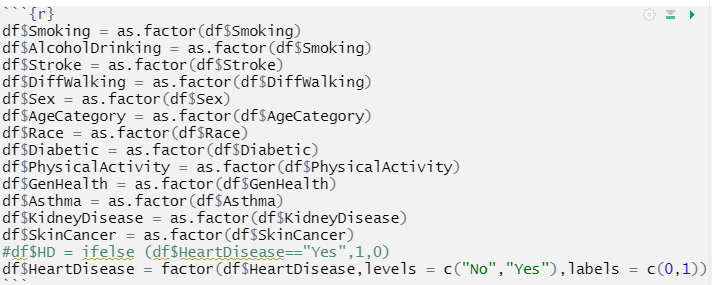 ```{r}
df$Smoking = as.factor(df$Smoking)
df$AlcoholDrinking = as.factor(df$Smoking)
df$Stroke = as.factor(df$Stroke)
df$DiffWalking = as.factor(df$DiffWalking)
df$Sex = as.factor(df$Sex)
df$AgeCategory = as.factor(df$AgeCategory)
df$Race = as.factor(df$Race)
df$Diabetic = as.factor(df$Diabetic)
df$PhysicalActivity = as.factor(df$PhysicalActivity)
df$GenHealth = as.factor(df$GenHealth)
df$Asthma = as.factor(df$Asthma)
df$KidneyDisease = as.factor(df$KidneyDisease)
df$SkinCancer = as.factor(df$SkinCancer)
#df$HD = ifelse (df$HeartDisease=="Yes",1,0)
df$HeartDisease = factor(df$HeartDisease,levels = c("No","Yes"),labels = c(0,1))
```